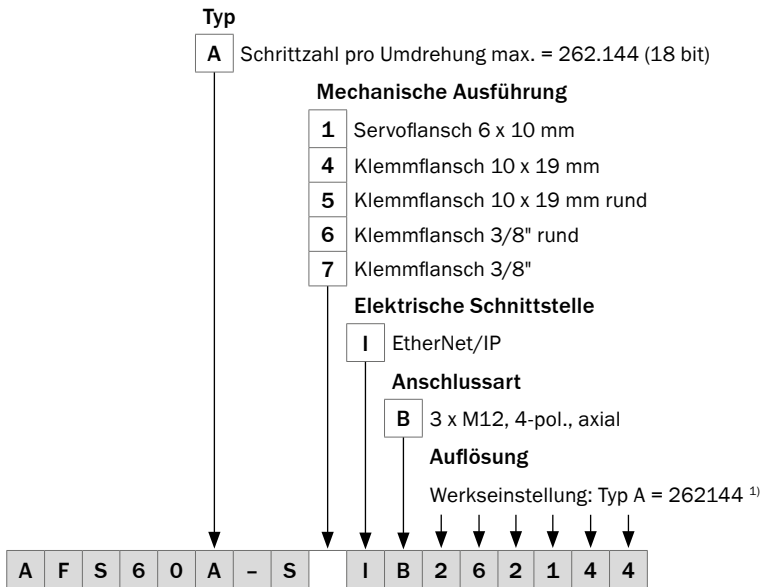 Typ
A Schrittzahl pro Umdrehung max. = 262.144 (18 bit)
Mechanische Ausführung
1 Servoflansch 6 x 10 mm
4 Klemmflansch 10 x 19 mm
5 Klemmflansch 10 x 19 mm rund
6 Klemmflansch 3/8" rund
7 Klemmflansch 3/8"
Elektrische Schnittstelle
I EtherNet/IP
Anschlussart
B 3 x M12, 4-pol., axial
Auflösung
Werkseinstellung: Typ A = 262144 1)
A F S 6 0 A – S I B 2 6 2 1 4 4